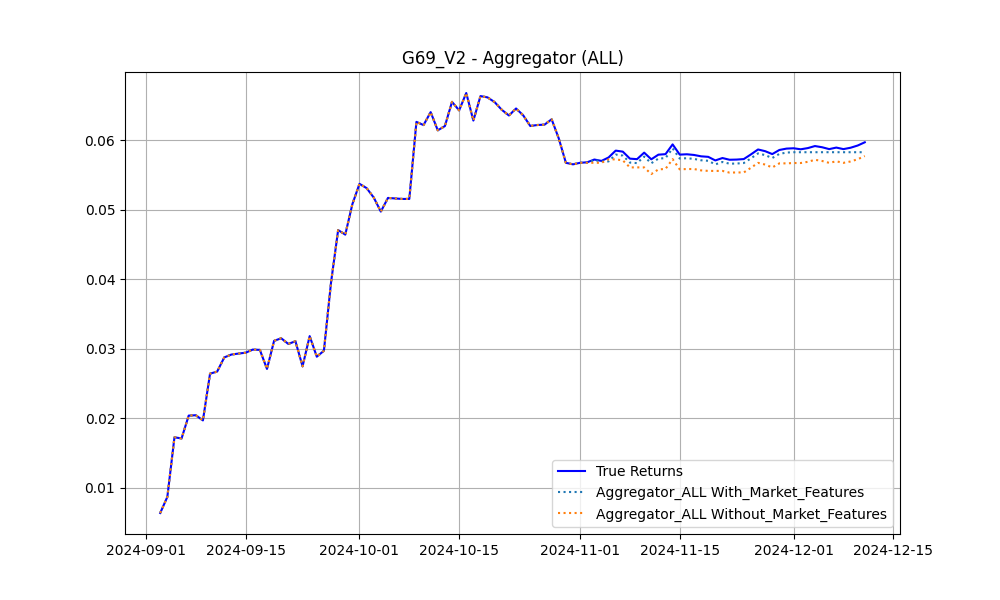 G69_V2 - Aggregator (ALL)
0.06
0.05
0.04
0.03
0.02
0.01
True Returns
Aggregator_ALL With_Market_Features
Aggregator_ALL Without_Market_Features
2024-09-01 2024-09-15 2024-10-01 2024-10-15 2024-11-01 2024-11-15 2024-12-01 2024-12-15